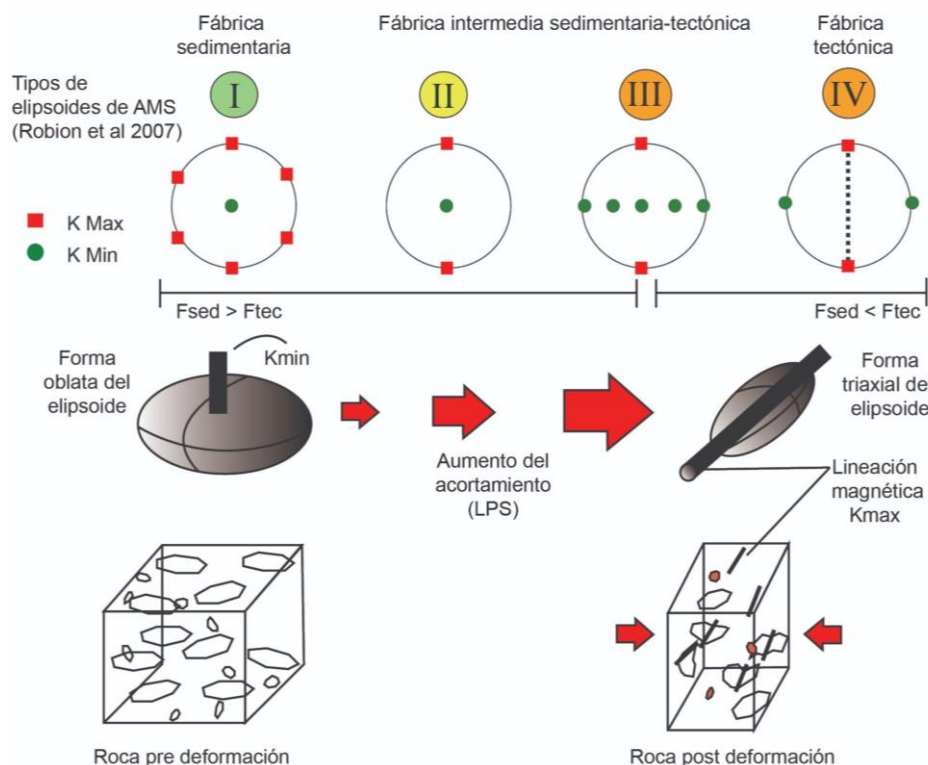 Fábrica
sedimentaria
Fábrica intermedia sedimentaria-tectónica
Fábrica
tectónica
Tipos de
elipsoides de AMS
(Robion et al 2007)
I
II
III
IV
K Max
K Min
Fsed > Ftec
Fsed < Ftec
Forma
oblata del
elipsoide
Kmin
Aumento del
acortamiento
(LPS)
Forma
triaxial del
elipsoide
Lineación
magnética
Kmax
Roca pre deformación
Roca post deformación